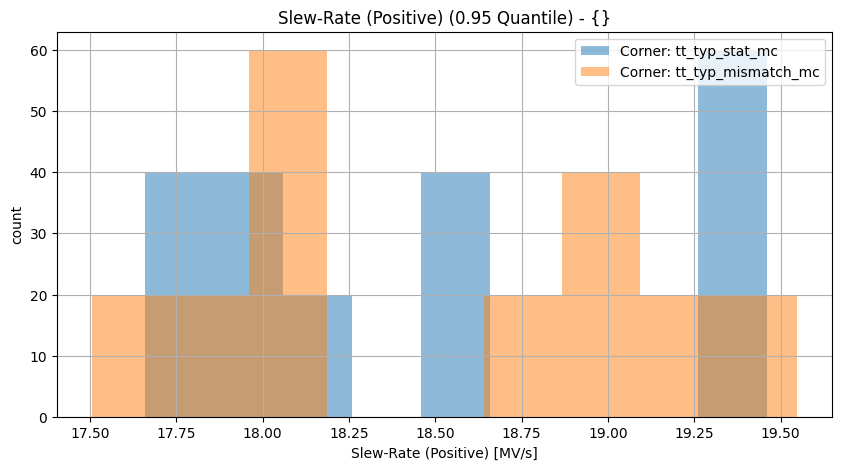 Slew-Rate (Positive) (0.95 Quantile) - {}
Corner: tt_typ_stat_mc
Corner: tt_typ_mismatch_mc
60
50
40
30
20
10
0
count
17.50 17.75 18.00 18.25 18.50 18.75 19.00 19.25 19.50
Slew-Rate (Positive) [MV/s]